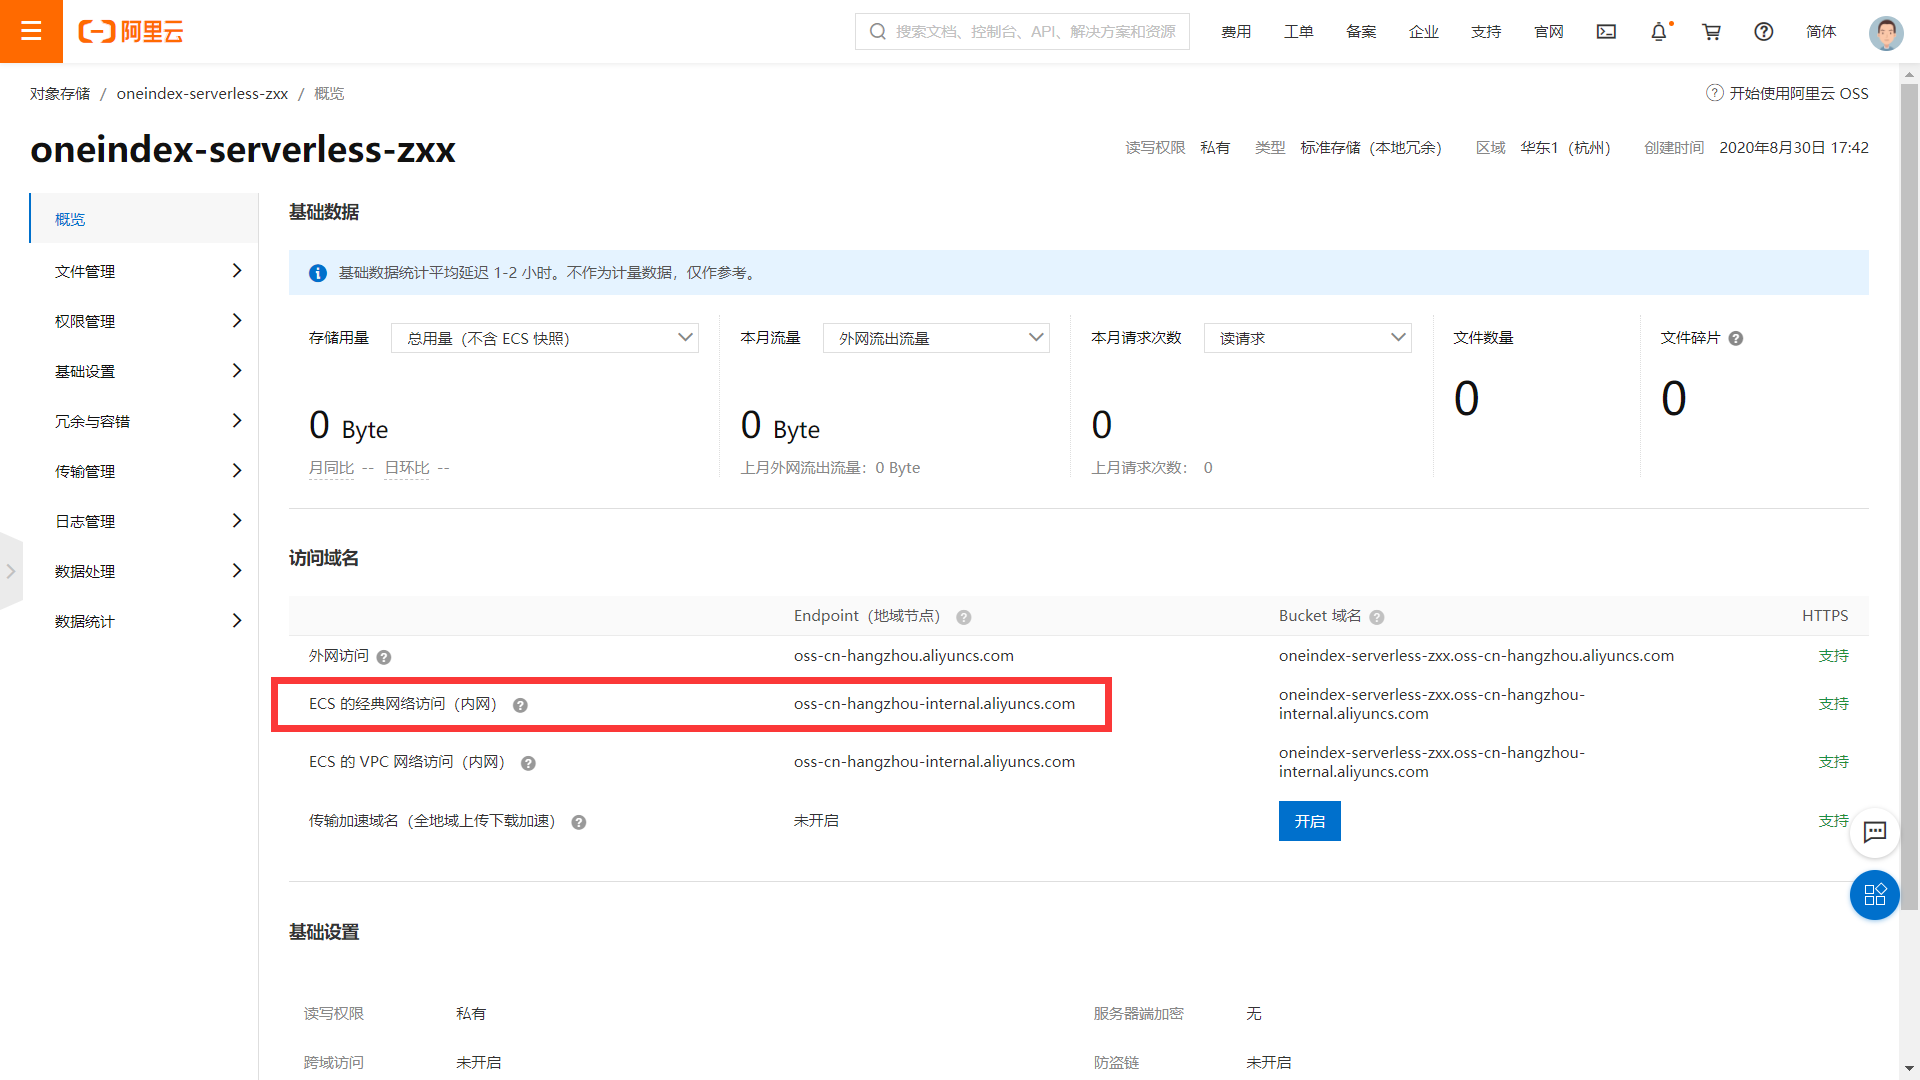 阿里云
搜索文档、控制台、API、解决方案和资源
费用 工单 备案 企业 支持 官网 简体
对象存储 / oneindex-serverless-zxx / 概览
开始使用阿里云 OSS
oneindex-serverless-zxx
读写权限 私有 类型 标准存储（本地冗余） 区域 华东1（杭州） 创建时间 2020年8月30日 17:42
概览
文件管理
权限管理
基础设置
冗余与容错
传输管理
日志管理
数据处理
数据统计
基础数据
基础数据统计平均延迟 1-2 小时。不作为计量数据，仅作参考。
存储用量 总用量（不含 ECS 快照）
0 Byte
月同比 -- 日环比 --
本月流量 外网流出流量
0 Byte
上月外网流出流量：0 Byte
本月请求次数 读请求
0
上月请求次数： 0
文件数量
0
文件碎片
0
访问域名
Endpoint（地域节点） Bucket 域名 HTTPS
外网访问 oss-cn-hangzhou.aliyuncs.com oneindex-serverless-zxx.oss-cn-hangzhou.aliyuncs.com 支持
ECS 的经典网络访问（内网） oss-cn-hangzhou-internal.aliyuncs.com oneindex-serverless-zxx.oss-cn-hangzhou-
internal.aliyuncs.com 支持
ECS 的 VPC 网络访问（内网） oss-cn-hangzhou-internal.aliyuncs.com oneindex-serverless-zxx.oss-cn-hangzhou-
internal.aliyuncs.com 支持
传输加速域名（全地域上传下载加速） 未开启 开启 支持
基础设置
读写权限 私有 服务器端加密 无
跨域访问 未开启 防盗链 未开启